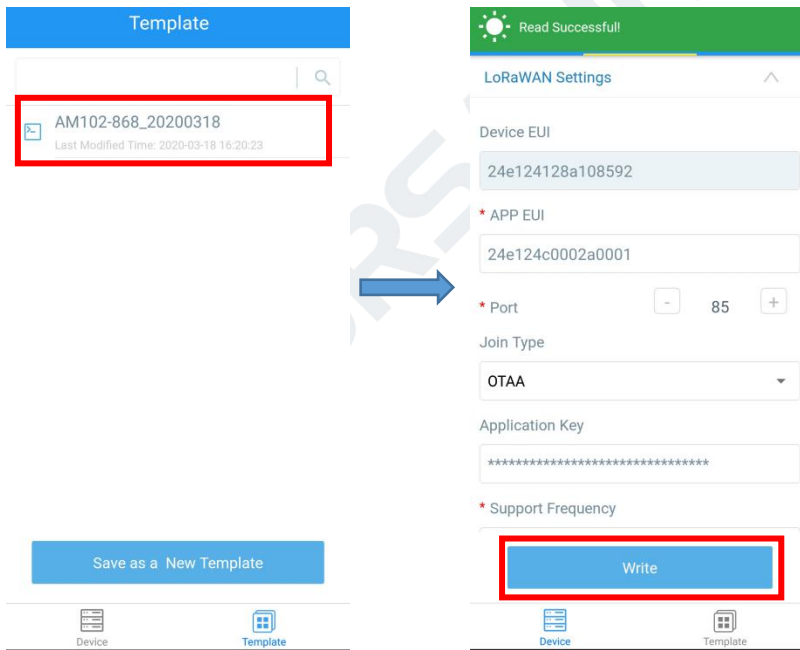 Template
AM102-868_20200318
Last Modified Time: 2020-03-18 16:20:23
Save as a New Template
Device
Template
Read Successful!
LoRaWAN Settings
Device EUI
24e124128a108592
* APP EUI
24e124c0002a0001
* Port - 85 +
Join Type
OTAA
Application Key
********************************
* Support Frequency
Write
Device
Template